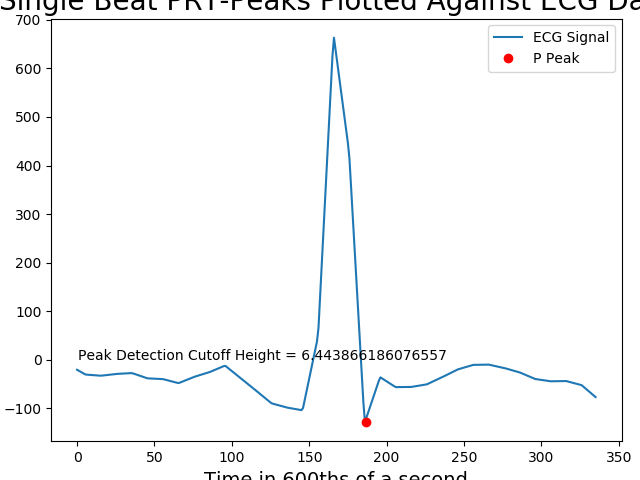 Single Beat PRT-Peaks Plotted Against ECG Da
700
600
500
400
300
200
100
0
−100
ECG Signal
P Peak
Peak Detection Cutoff Height = 6.443866186076557
0 50 100 150 200 250 300 350
Time in 600ths of a second